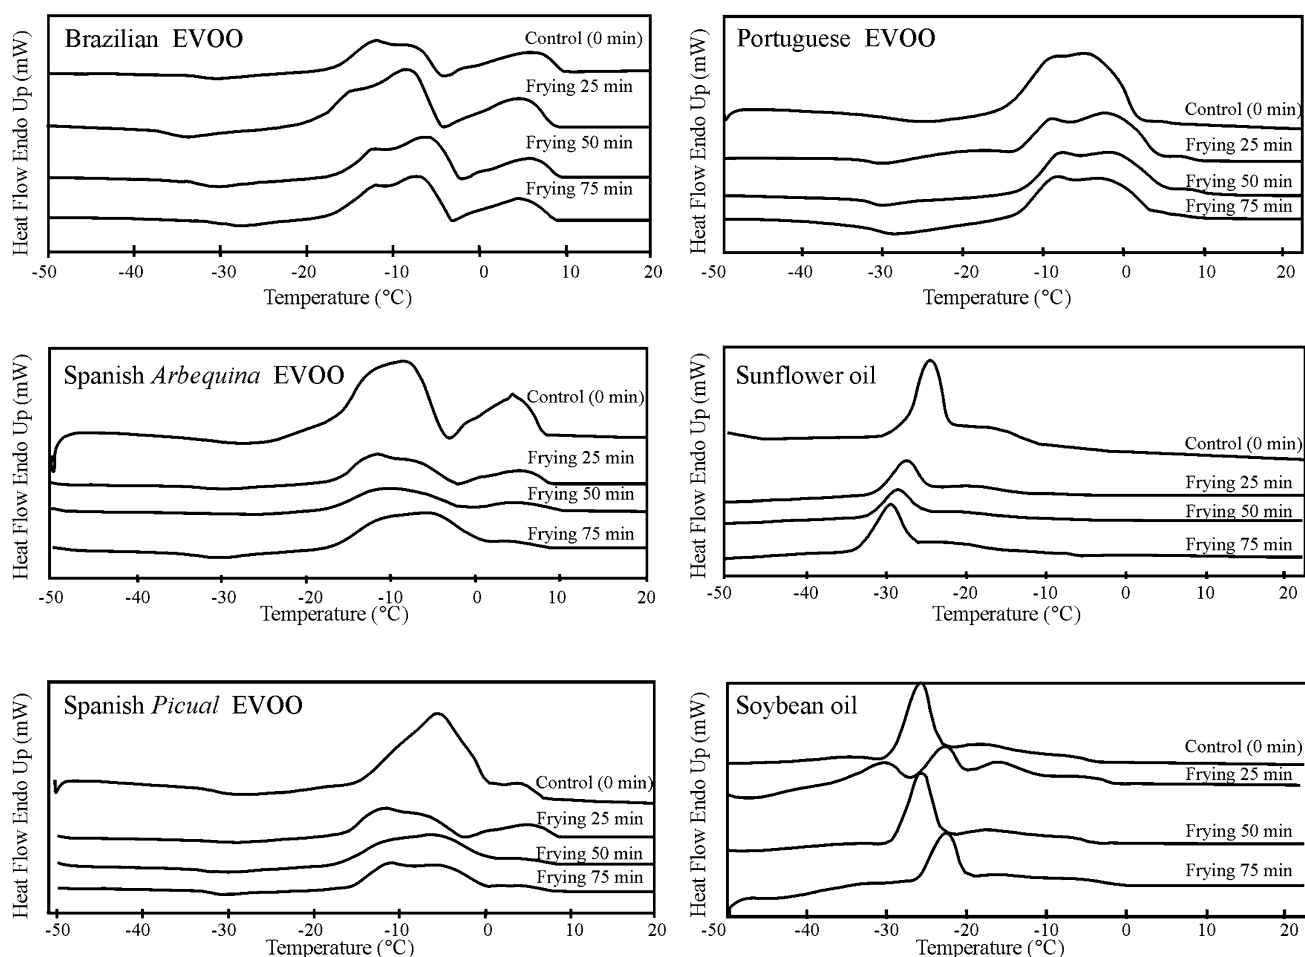 Brazilian EVOO
Control (0 min)
Frying 25 min
Frying 50 min
Frying 75 min
Heat Flow Endo Up (mW)
-50 -40 -30 -20 -10 0 10 20
Temperature (°C)
Portuguese EVOO
Control (0 min)
Frying 25 min
Frying 50 min
Frying 75 min
Heat Flow Endo Up (mW)
-50 -40 -30 -20 -10 0 10 20
Temperature (°C)
Spanish Arbequina EVOO
Control (0 min)
Frying 25 min
Frying 50 min
Frying 75 min
Heat Flow Endo Up (mW)
-50 -40 -30 -20 -10 0 10 20
Temperature (°C)
Sunflower oil
Control (0 min)
Frying 25 min
Frying 50 min
Frying 75 min
Heat Flow Endo Up (mW)
-50 -40 -30 -20 -10 0 10 20
Temperature (°C)
Spanish Picual EVOO
Control (0 min)
Frying 25 min
Frying 50 min
Frying 75 min
Heat Flow Endo Up (mW)
-50 -40 -30 -20 -10 0 10 20
Temperature (°C)
Soybean oil
Control (0 min)
Frying 25 min
Frying 50 min
Frying 75 min
Heat Flow Endo Up (mW)
-50 -40 -30 -20 -10 0 10 20
Temperature (°C)